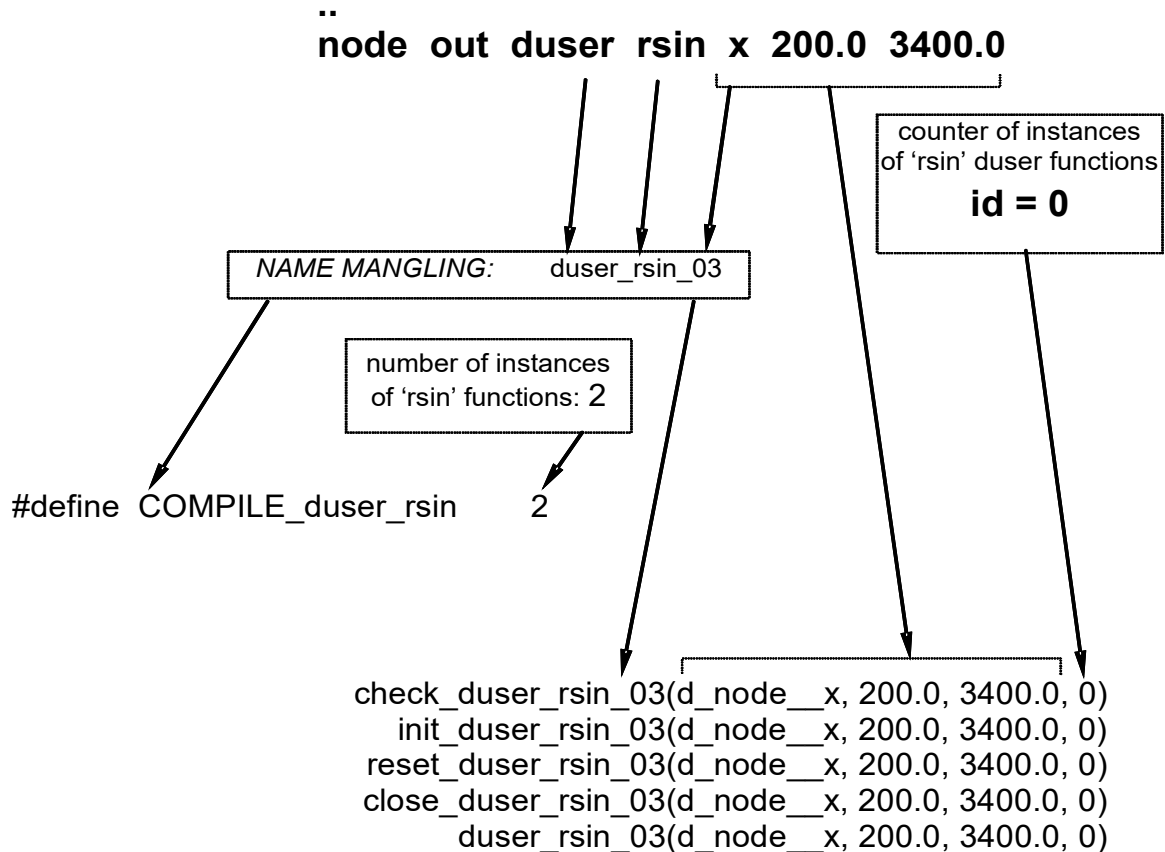 ..
node out duser rsin x 200.0 3400.0
counter of instances
of ‘rsin’ duser functions
id = 0
NAME MANGLING: duser_rsin_03
number of instances
of ‘rsin’ functions: 2
#define COMPILE_duser_rsin 2
check_duser_rsin_03(d_node__x, 200.0, 3400.0, 0)
init_duser_rsin_03(d_node__x, 200.0, 3400.0, 0)
reset_duser_rsin_03(d_node__x, 200.0, 3400.0, 0)
close_duser_rsin_03(d_node__x, 200.0, 3400.0, 0)
duser_rsin_03(d_node__x, 200.0, 3400.0, 0)